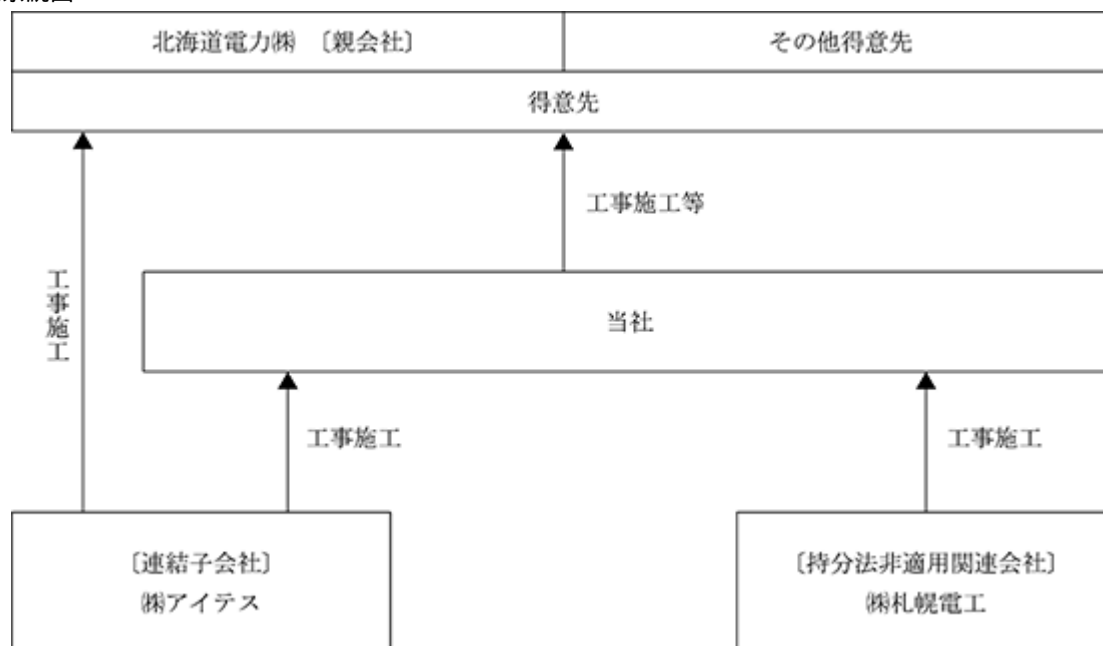 北海道電力㈱ 〔親会社〕
その他得意先
得意先
工事施工等
工事施工
当社
工事施工
工事施工
〔連結子会社〕
㈱アイテス
〔持分法非適用関連会社〕
㈱札幌電工